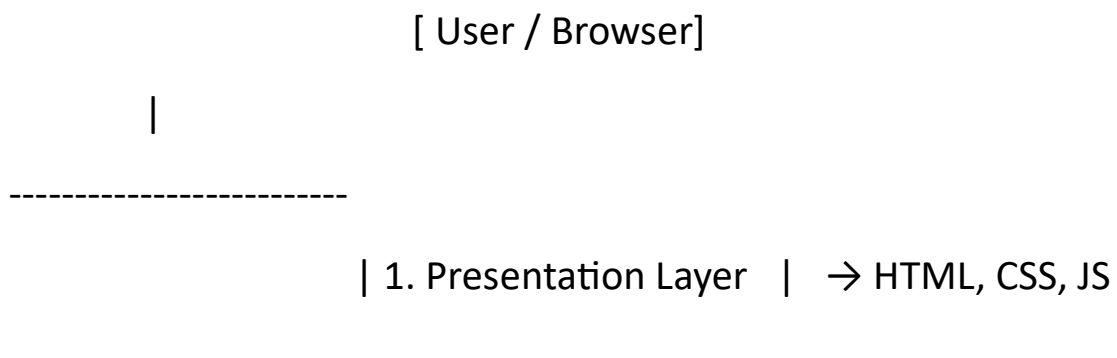 [ User / Browser]
|
--------------------------
| 1. Presentation Layer | → HTML, CSS, JS